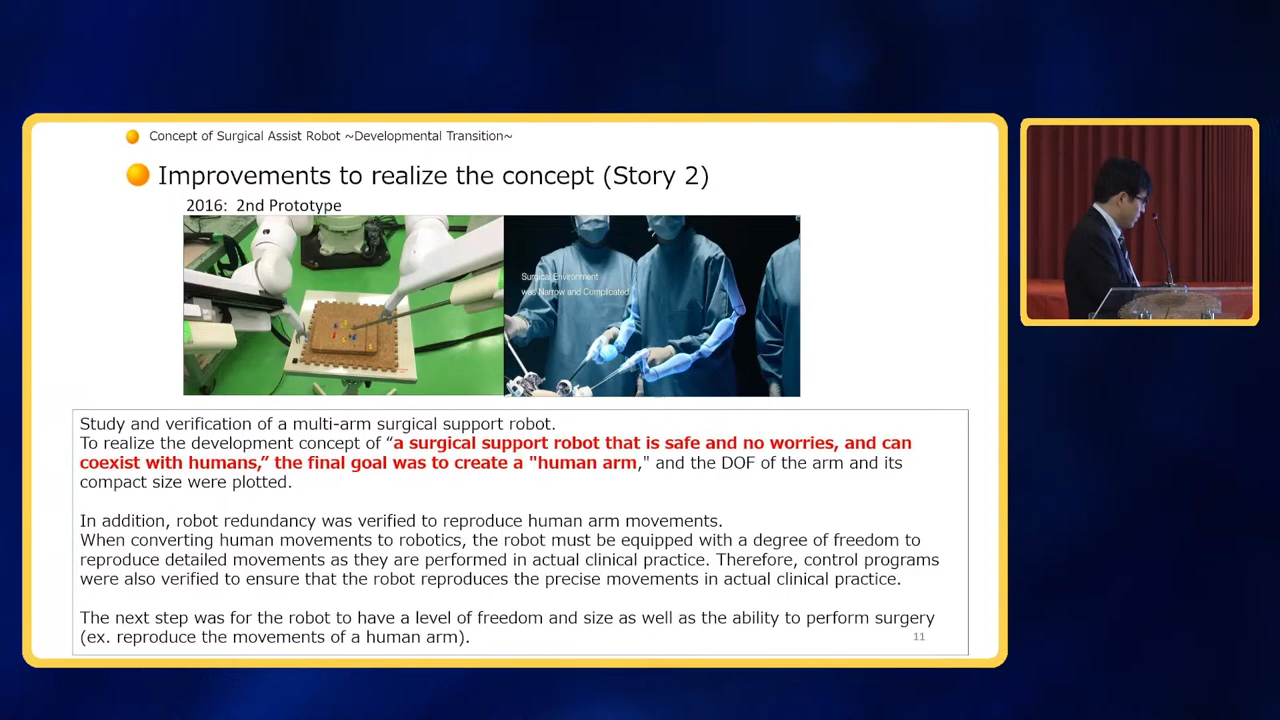 Concept of Surgical Assist Robot ~Developmental Transition~
Improvements to realize the concept (Story 2)
2016: 2nd Prototype
Surgical Environment
was Narrow and Complicated
Study and verification of a multi-arm surgical support robot.
To realize the development concept of “a surgical support robot that is safe and no worries, and can
coexist with humans,” the final goal was to create a "human arm," and the DOF of the arm and its
compact size were plotted.
In addition, robot redundancy was verified to reproduce human arm movements.
When converting human movements to robotics, the robot must be equipped with a degree of freedom to
reproduce detailed movements as they are performed in actual clinical practice. Therefore, control programs
were also verified to ensure that the robot reproduces the precise movements in actual clinical practice.
The next step was for the robot to have a level of freedom and size as well as the ability to perform surgery
(ex. reproduce the movements of a human arm).
11